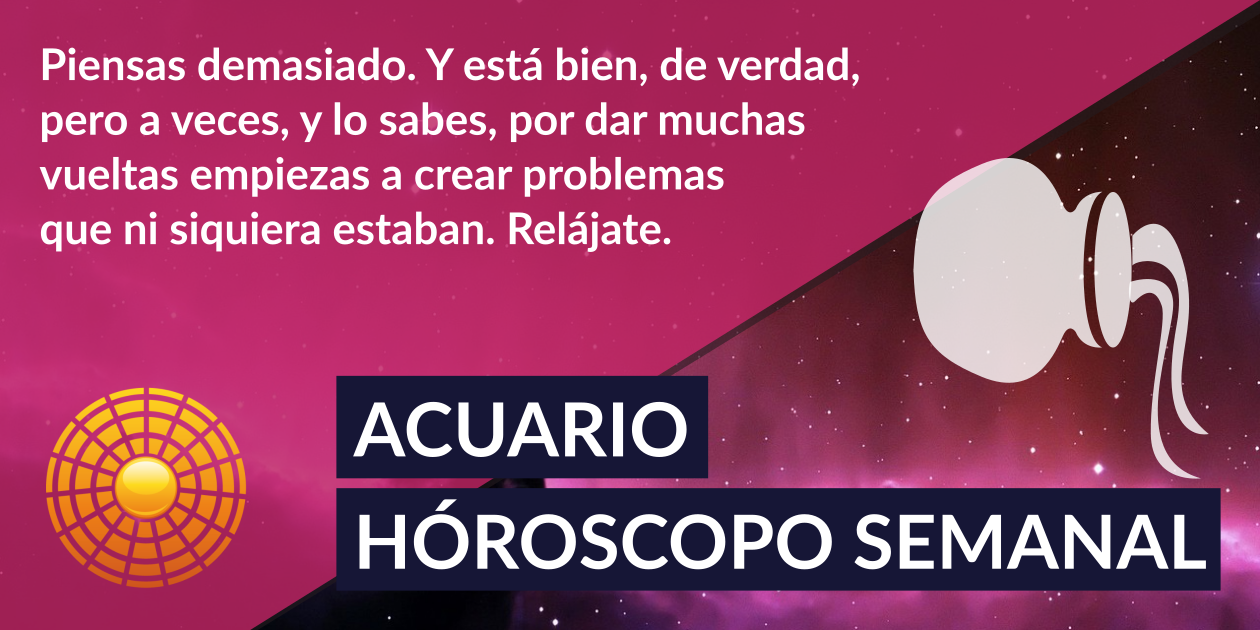 Piensas demasiado. Y está bien, de verdad,
pero a veces, y lo sabes, por dar muchas
vueltas empiezas a crear problemas
que ni siquiera estaban. Relájate.
ACUARIO
HÓROSCOPO SEMANAL